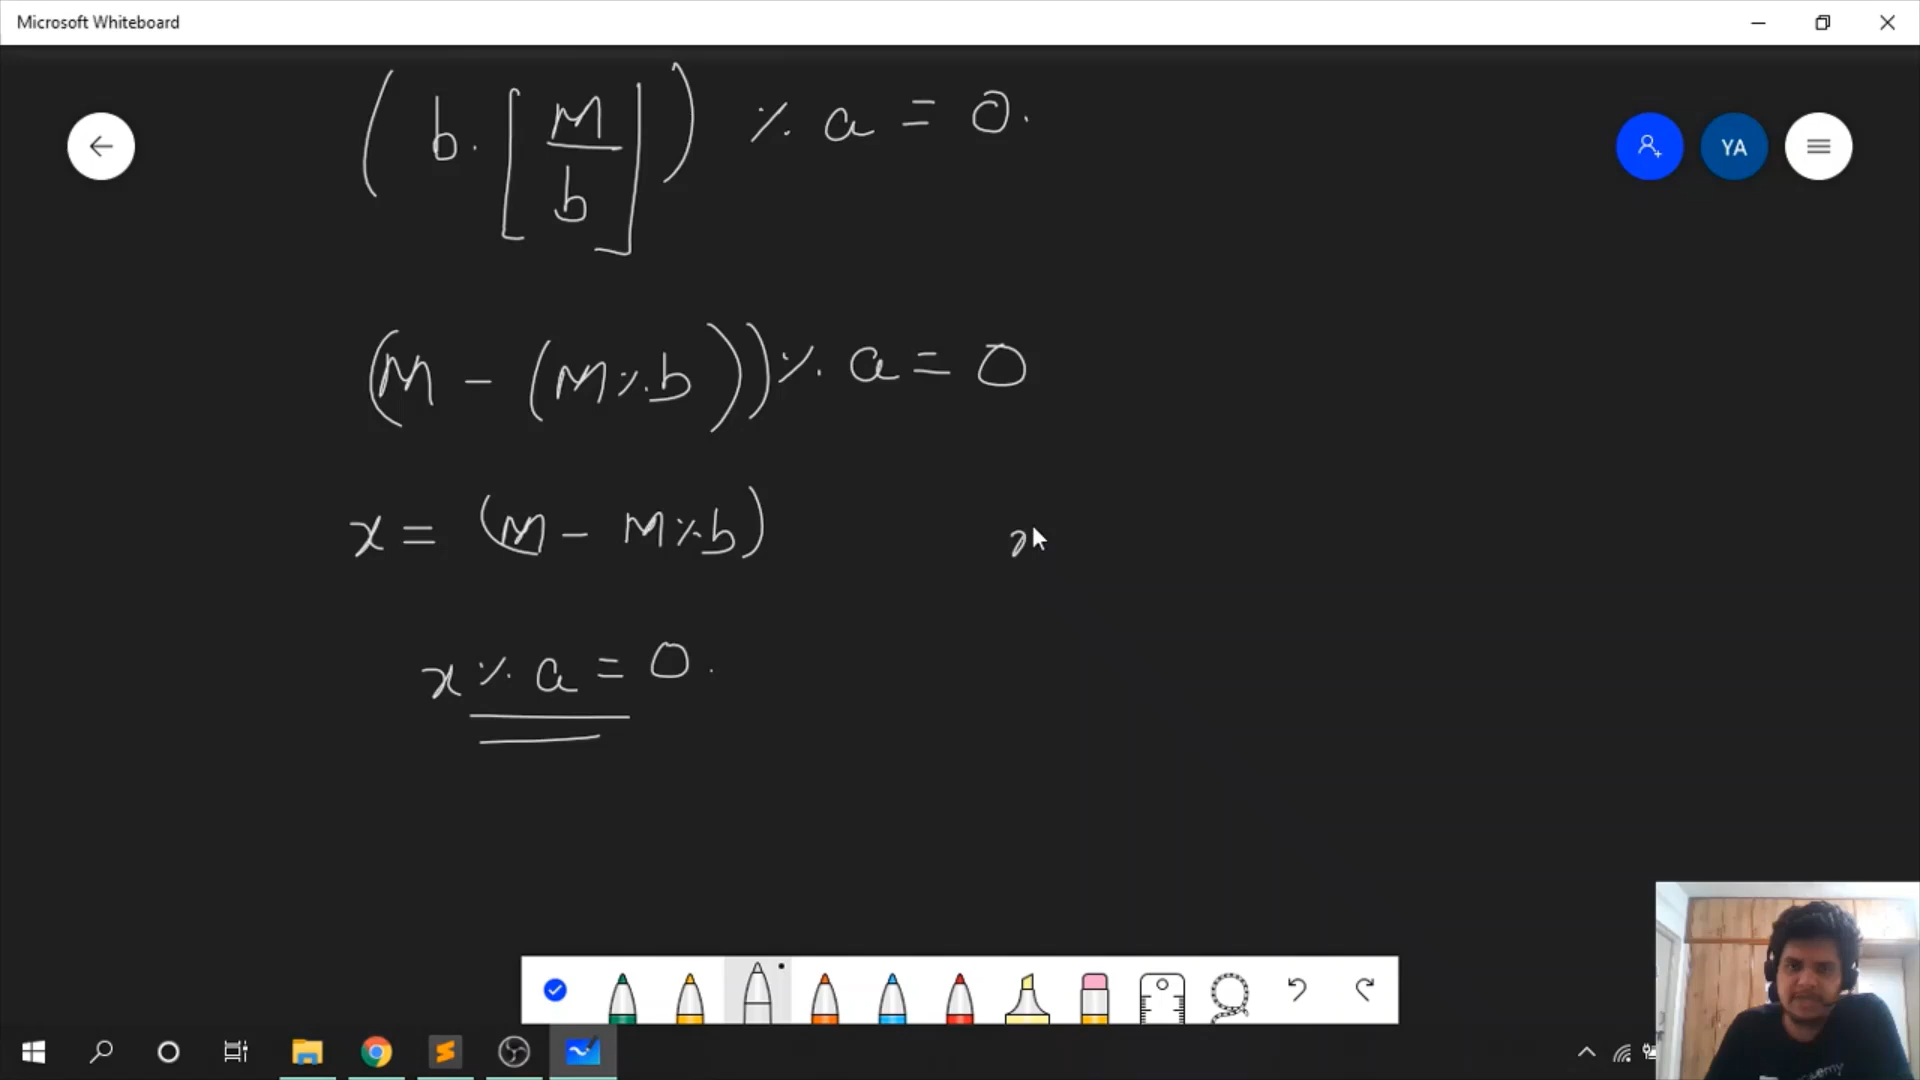 Microsoft Whiteboard
( b. ⌊ M / b ⌋ ) % a = 0.
YA
(M - (M % b)) % a = 0
x = (M - M % b)
x % a = 0.